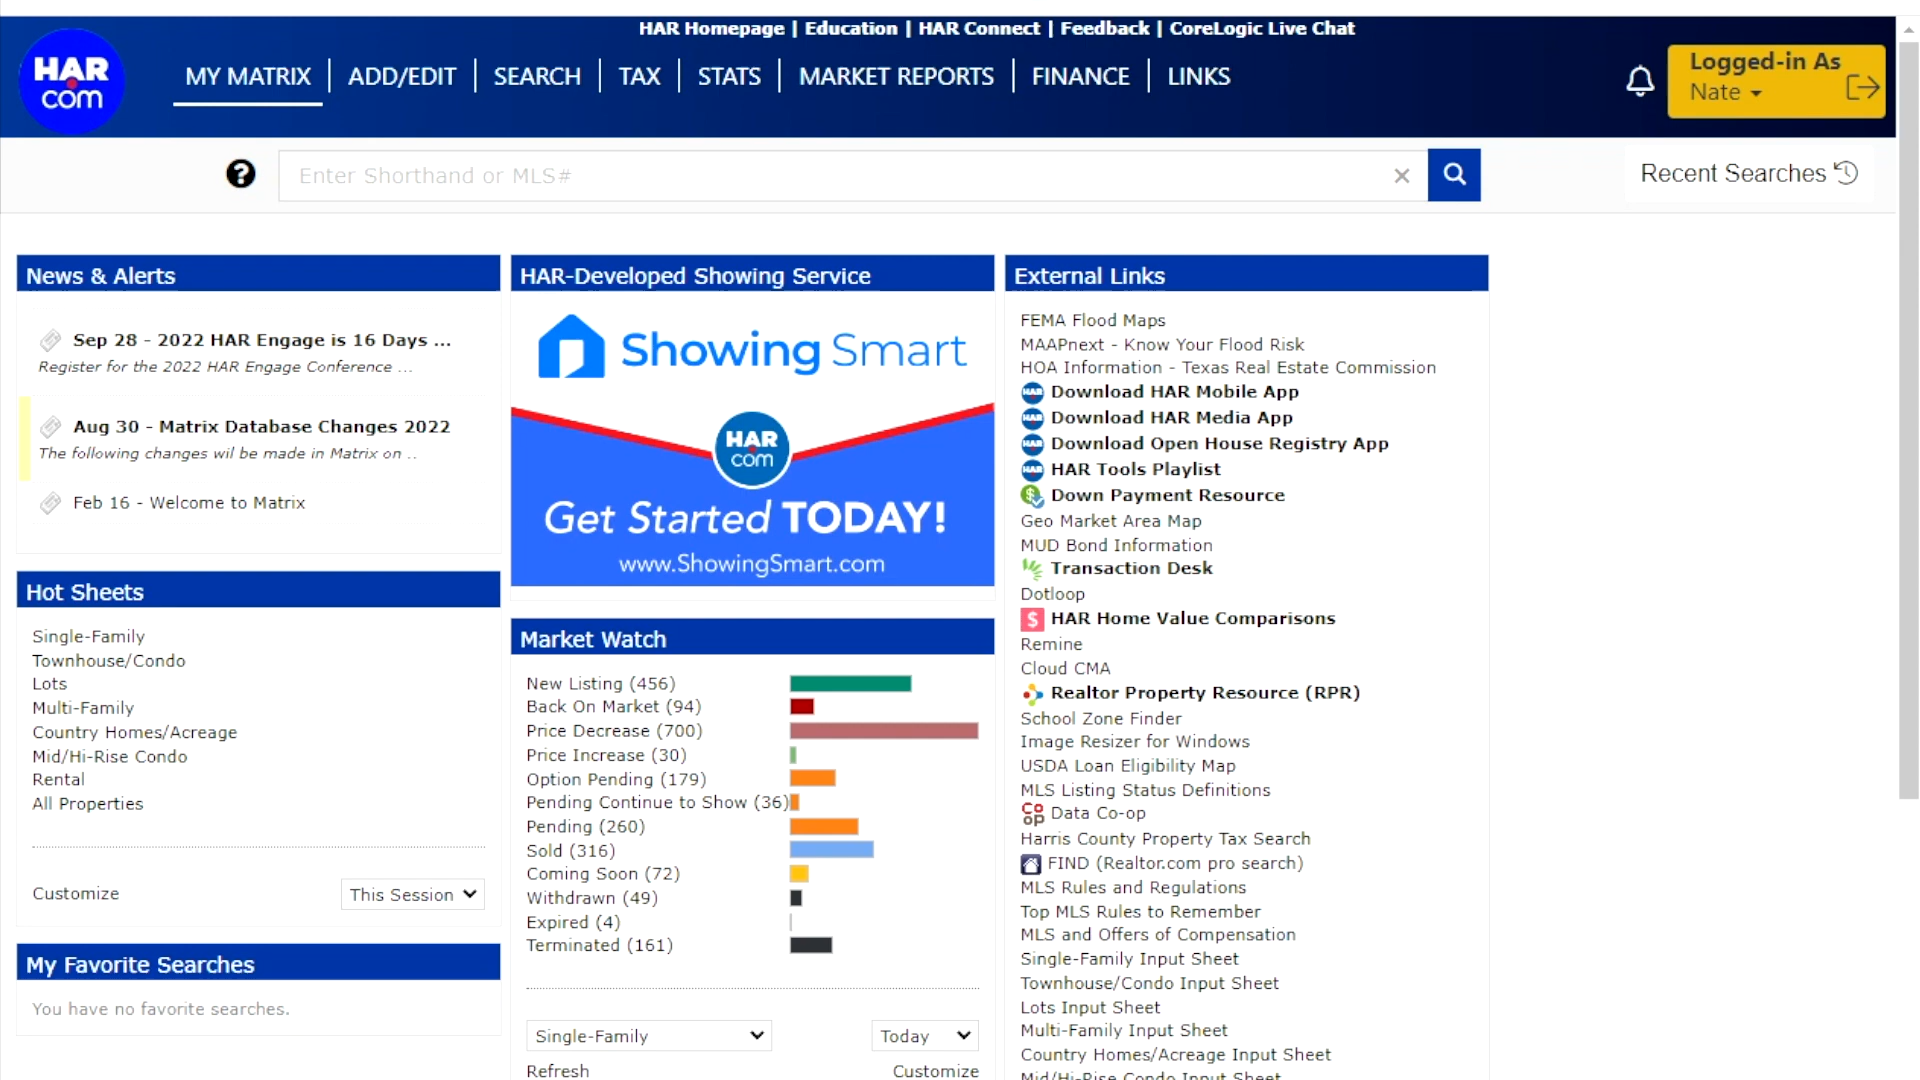 HAR Homepage | Education | HAR Connect | Feedback | CoreLogic Live Chat
HAR
com
MY MATRIX
ADD/EDIT
SEARCH
TAX
STATS
MARKET REPORTS
FINANCE
LINKS
Logged-in As
Nate
Enter Shorthand or MLS#
Recent Searches
News & Alerts
Sep 28 - 2022 HAR Engage is 16 Days ...
Register for the 2022 HAR Engage Conference ...
Aug 30 - Matrix Database Changes 2022
The following changes wil be made in Matrix on ..
Feb 16 - Welcome to Matrix
Hot Sheets
Single-Family
Townhouse/Condo
Lots
Multi-Family
Country Homes/Acreage
Mid/Hi-Rise Condo
Rental
All Properties
Customize
This Session
My Favorite Searches
You have no favorite searches.
HAR-Developed Showing Service
Showing Smart
HAR
com
Get Started TODAY!
www.ShowingSmart.com
Market Watch
New Listing (456)
Back On Market (94)
Price Decrease (700)
Price Increase (30)
Option Pending (179)
Pending Continue to Show (36)
Pending (260)
Sold (316)
Coming Soon (72)
Withdrawn (49)
Expired (4)
Terminated (161)
Single-Family
Today
Refresh
Customize
External Links
FEMA Flood Maps
MAAPnext - Know Your Flood Risk
HOA Information - Texas Real Estate Commission
HAR Download HAR Mobile App
HAR Download HAR Media App
HAR Download Open House Registry App
HAR HAR Tools Playlist
$ Down Payment Resource
Geo Market Area Map
MUD Bond Information
Transaction Desk
Dotloop
$ HAR Home Value Comparisons
Remine
Cloud CMA
Realtor Property Resource (RPR)
School Zone Finder
Image Resizer for Windows
USDA Loan Eligibility Map
MLS Listing Status Definitions
CO OP Data Co-op
Harris County Property Tax Search
FIND (Realtor.com pro search)
MLS Rules and Regulations
Top MLS Rules to Remember
MLS and Offers of Compensation
Single-Family Input Sheet
Townhouse/Condo Input Sheet
Lots Input Sheet
Multi-Family Input Sheet
Country Homes/Acreage Input Sheet
Mid/Hi-Rise Condo Input Sheet